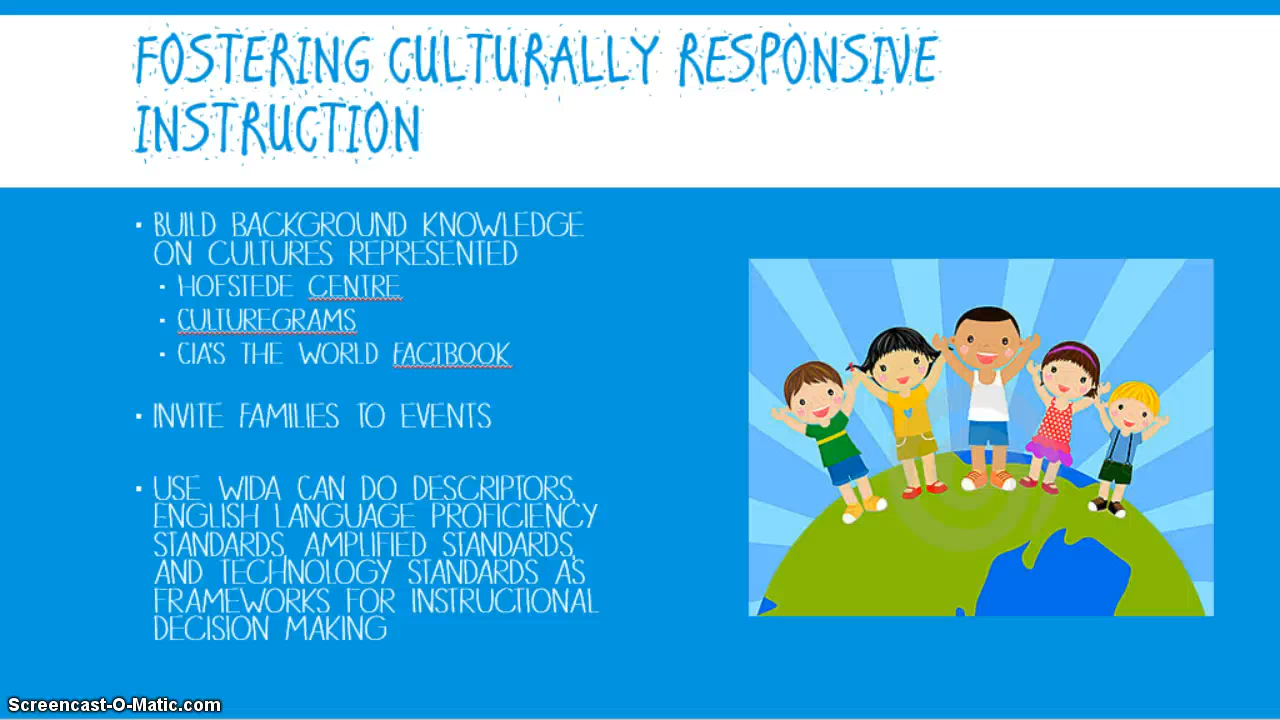 FOSTERING CULTURALLY RESPONSIVE
INSTRUCTION
▪ BUILD BACKGROUND KNOWLEDGE
ON CULTURES REPRESENTED
▪ HOFSTEDE CENTRE
▪ CULTUREGRAMS
▪ CIA'S THE WORLD FACTBOOK
▪ INVITE FAMILIES TO EVENTS
▪ USE WIDA CAN DO DESCRIPTORS,
ENGLISH LANGUAGE PROFICIENCY
STANDARDS, AMPLIFIED STANDARDS,
AND TECHNOLOGY STANDARDS AS
FRAMEWORKS FOR INSTRUCTIONAL
DECISION MAKING
Screencast-O-Matic.com